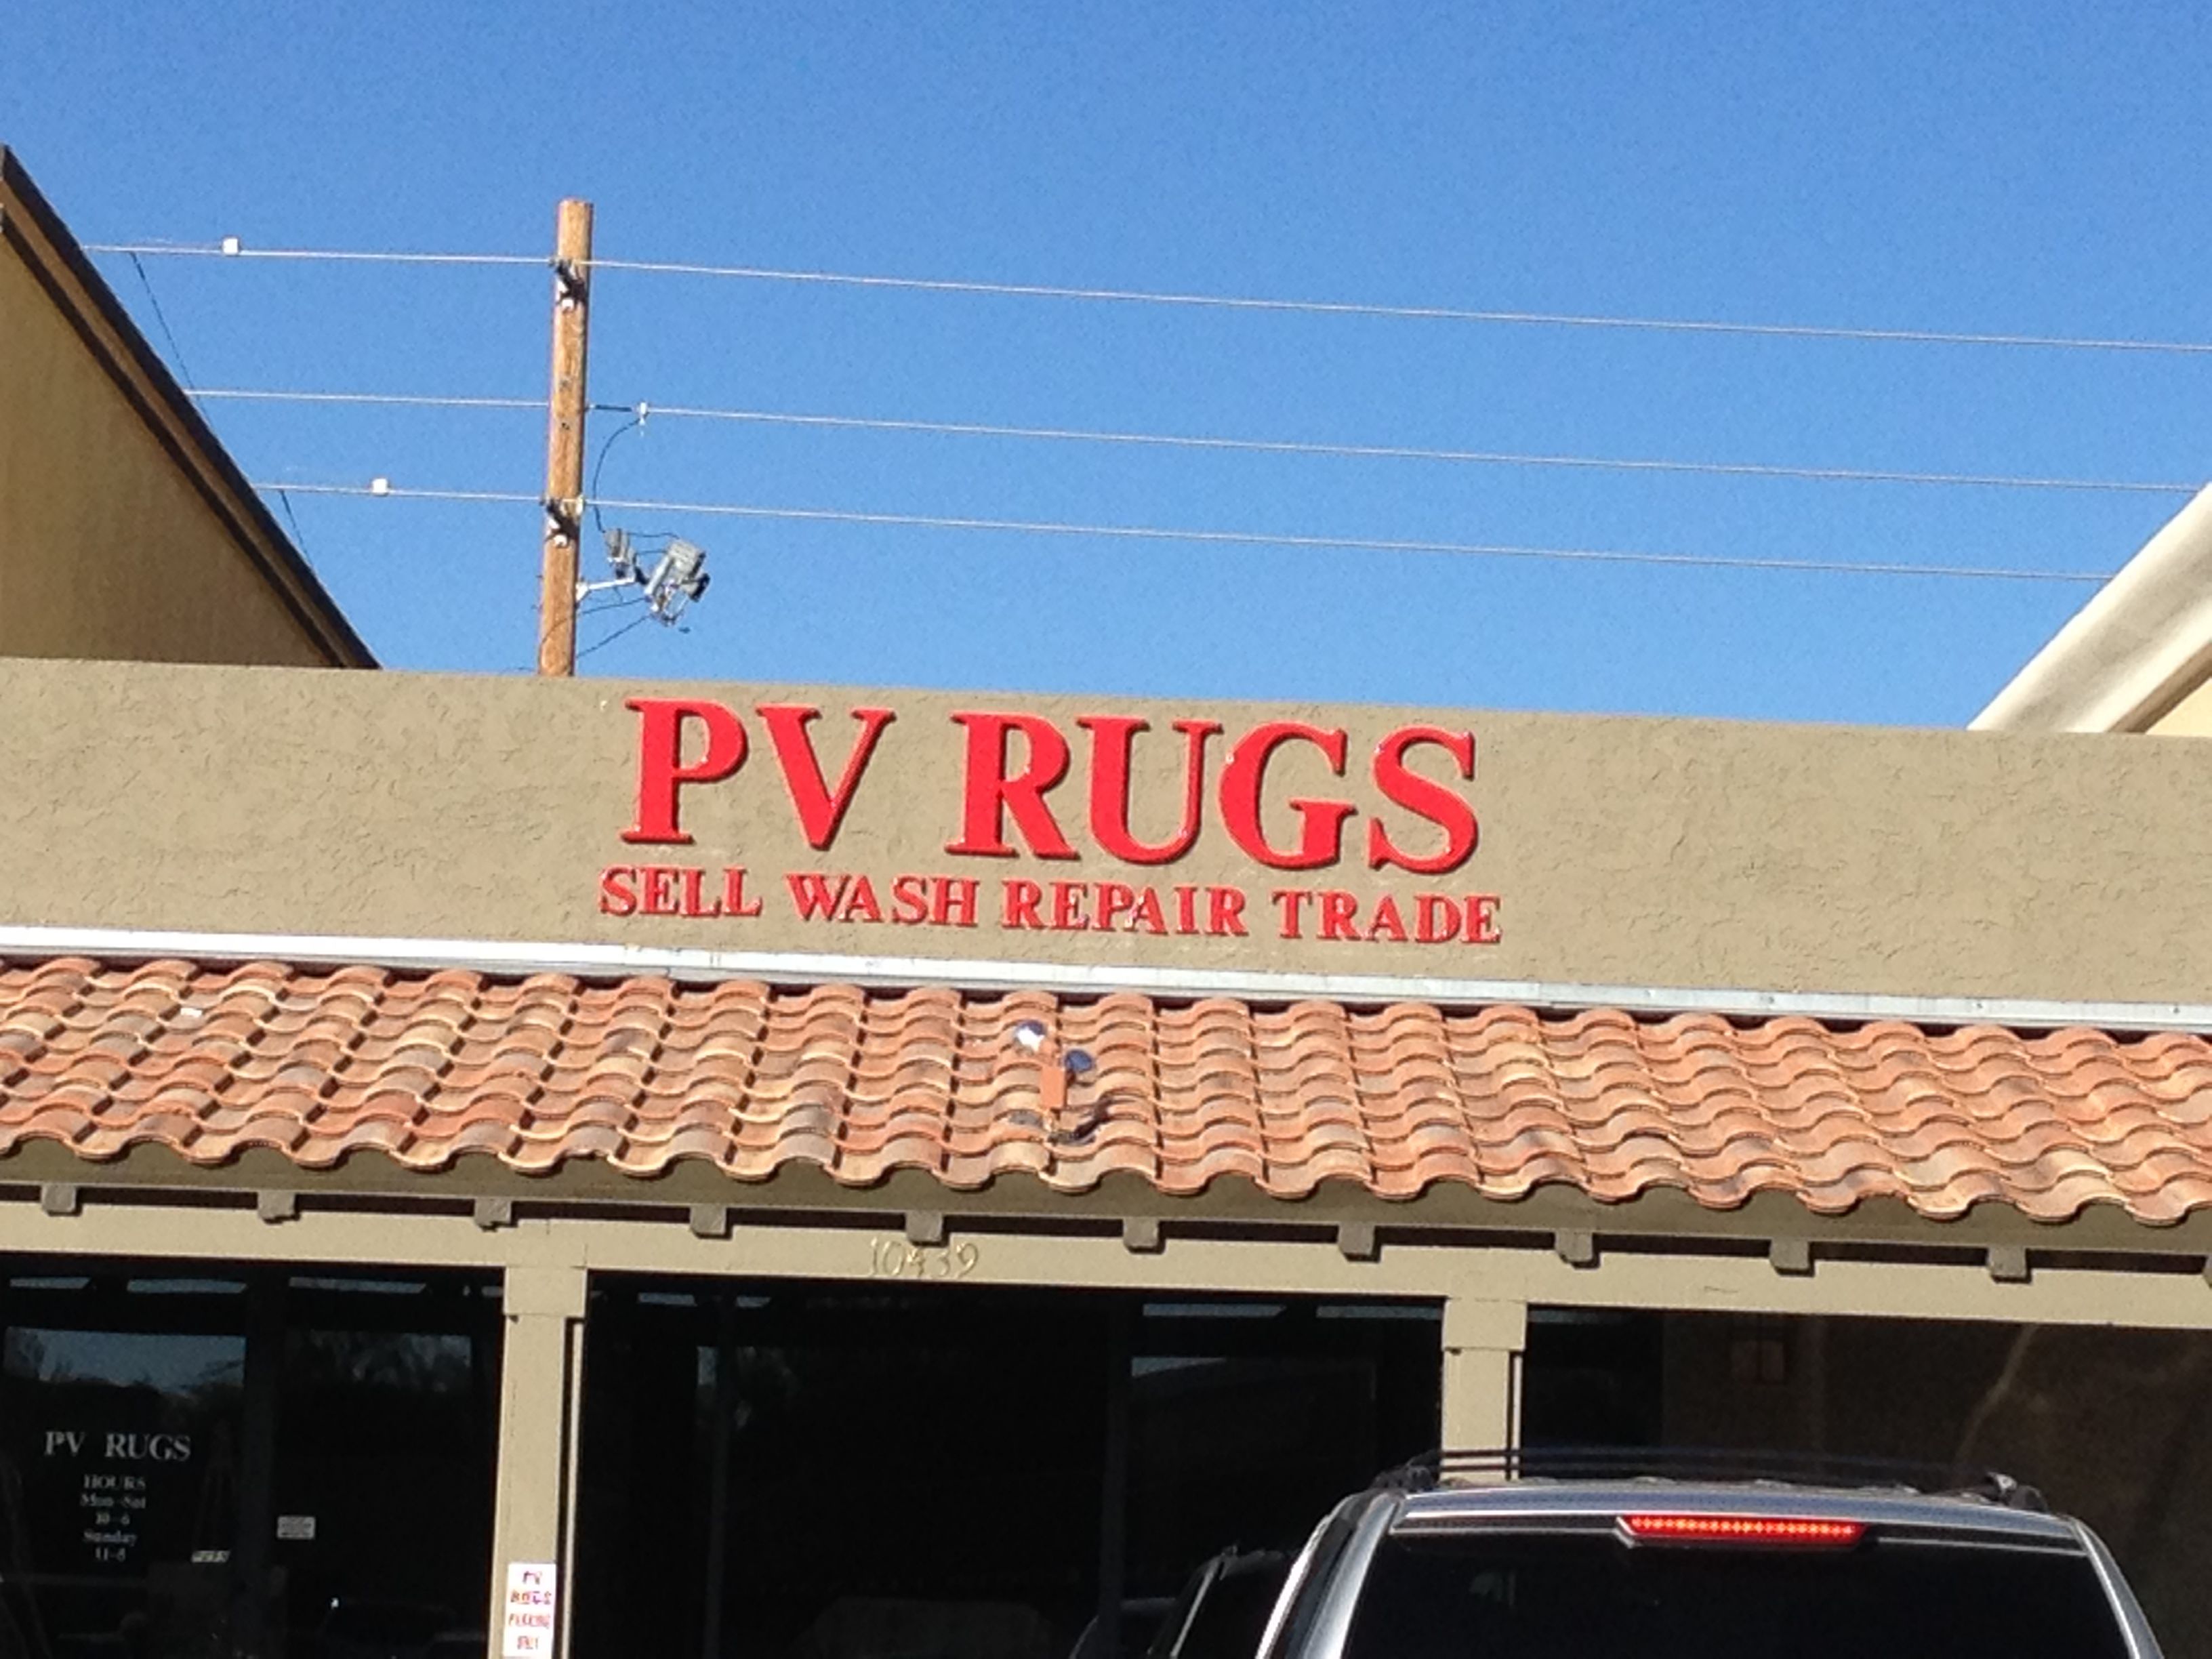 PV RUGS
SELL WASH REPAIR TRADE
10439
PV RUGS
HOURS
Mon-Sat
10-6
Sunday
11-5
PV
RUGS
PARKING
ONLY